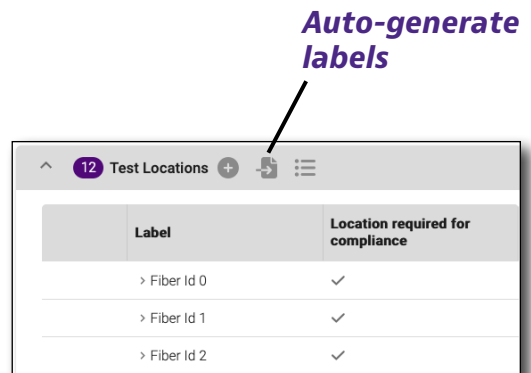 Auto-generate
labels
12 Test Locations
Label
Location required for
compliance
> Fiber Id 0
> Fiber Id 1
> Fiber Id 2